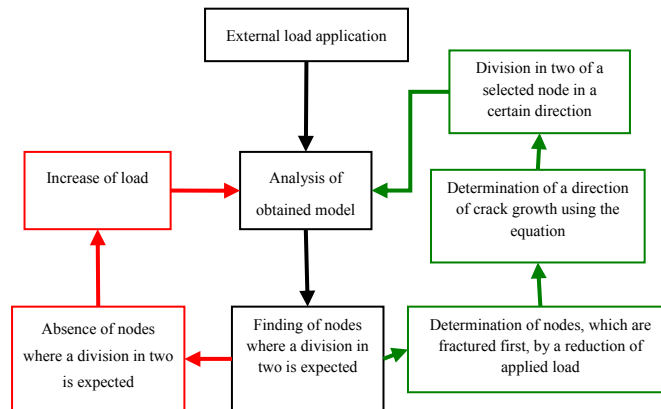 External load application
Division in two of a
selected node in a
certain direction
Increase of load
Analysis of
obtained model
Determination of a direction
of crack growth using the
equation
Absence of nodes
where a division in two
is expected
Finding of nodes
where a division in
two is expected
Determination of nodes, which are
fractured first, by a reduction of
applied load